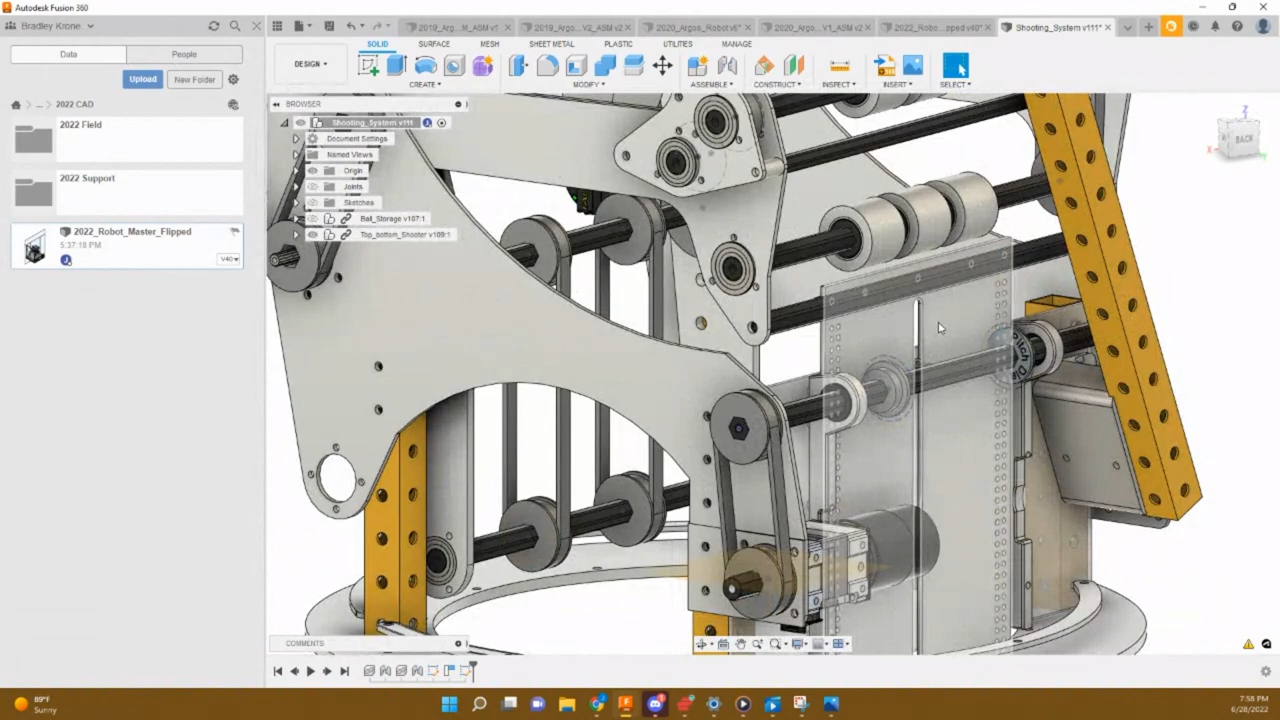 Autodesk Fusion 360
Bradley Krone
2019_Argo...M_ASM v1
2019_Argo...V2_ASM v2
2020_Argos_Robot v6*
2020_Argo...V1_ASM v2
2022_Robo...pped v40*
Shooting_System v111*
Data
People
Upload
New Folder
... 2022 CAD
2022 Field
2022 Support
2022_Robot_Master_Flipped
5:37:18 PM
V40
SOLID
SURFACE
MESH
SHEET METAL
PLASTIC
UTILITIES
MANAGE
DESIGN
CREATE
MODIFY
ASSEMBLE
CONSTRUCT
INSPECT
INSERT
SELECT
BROWSER
Shooting_System v111
Document Settings
Named Views
Origin
Joints
Sketches
Ball_Storage v107:1
Top_bottom_Shooter v109:1
Z
BACK
X
Y
COMMENTS
89°F
Sunny
7:58 PM
6/28/2022